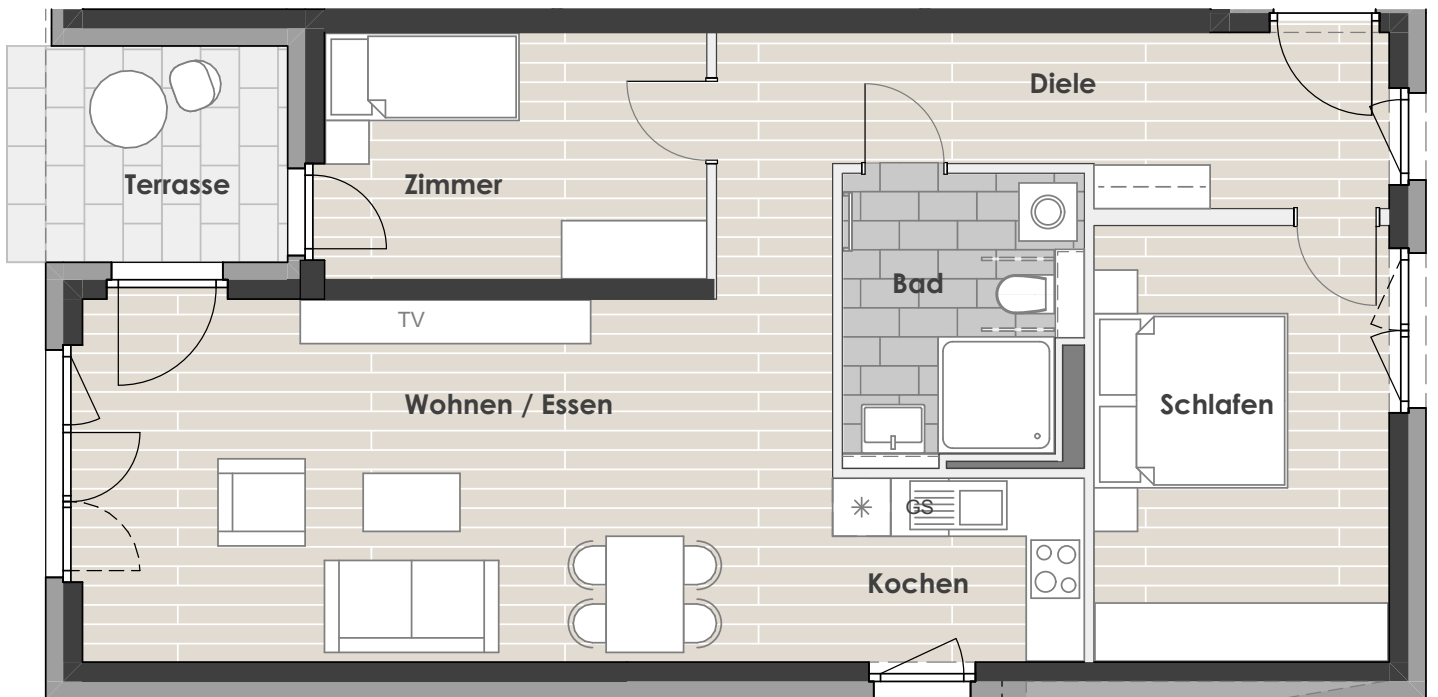 Diele
Terrasse
Zimmer
Bad
TV
Wohnen / Essen
Schlafen
GS
Kochen